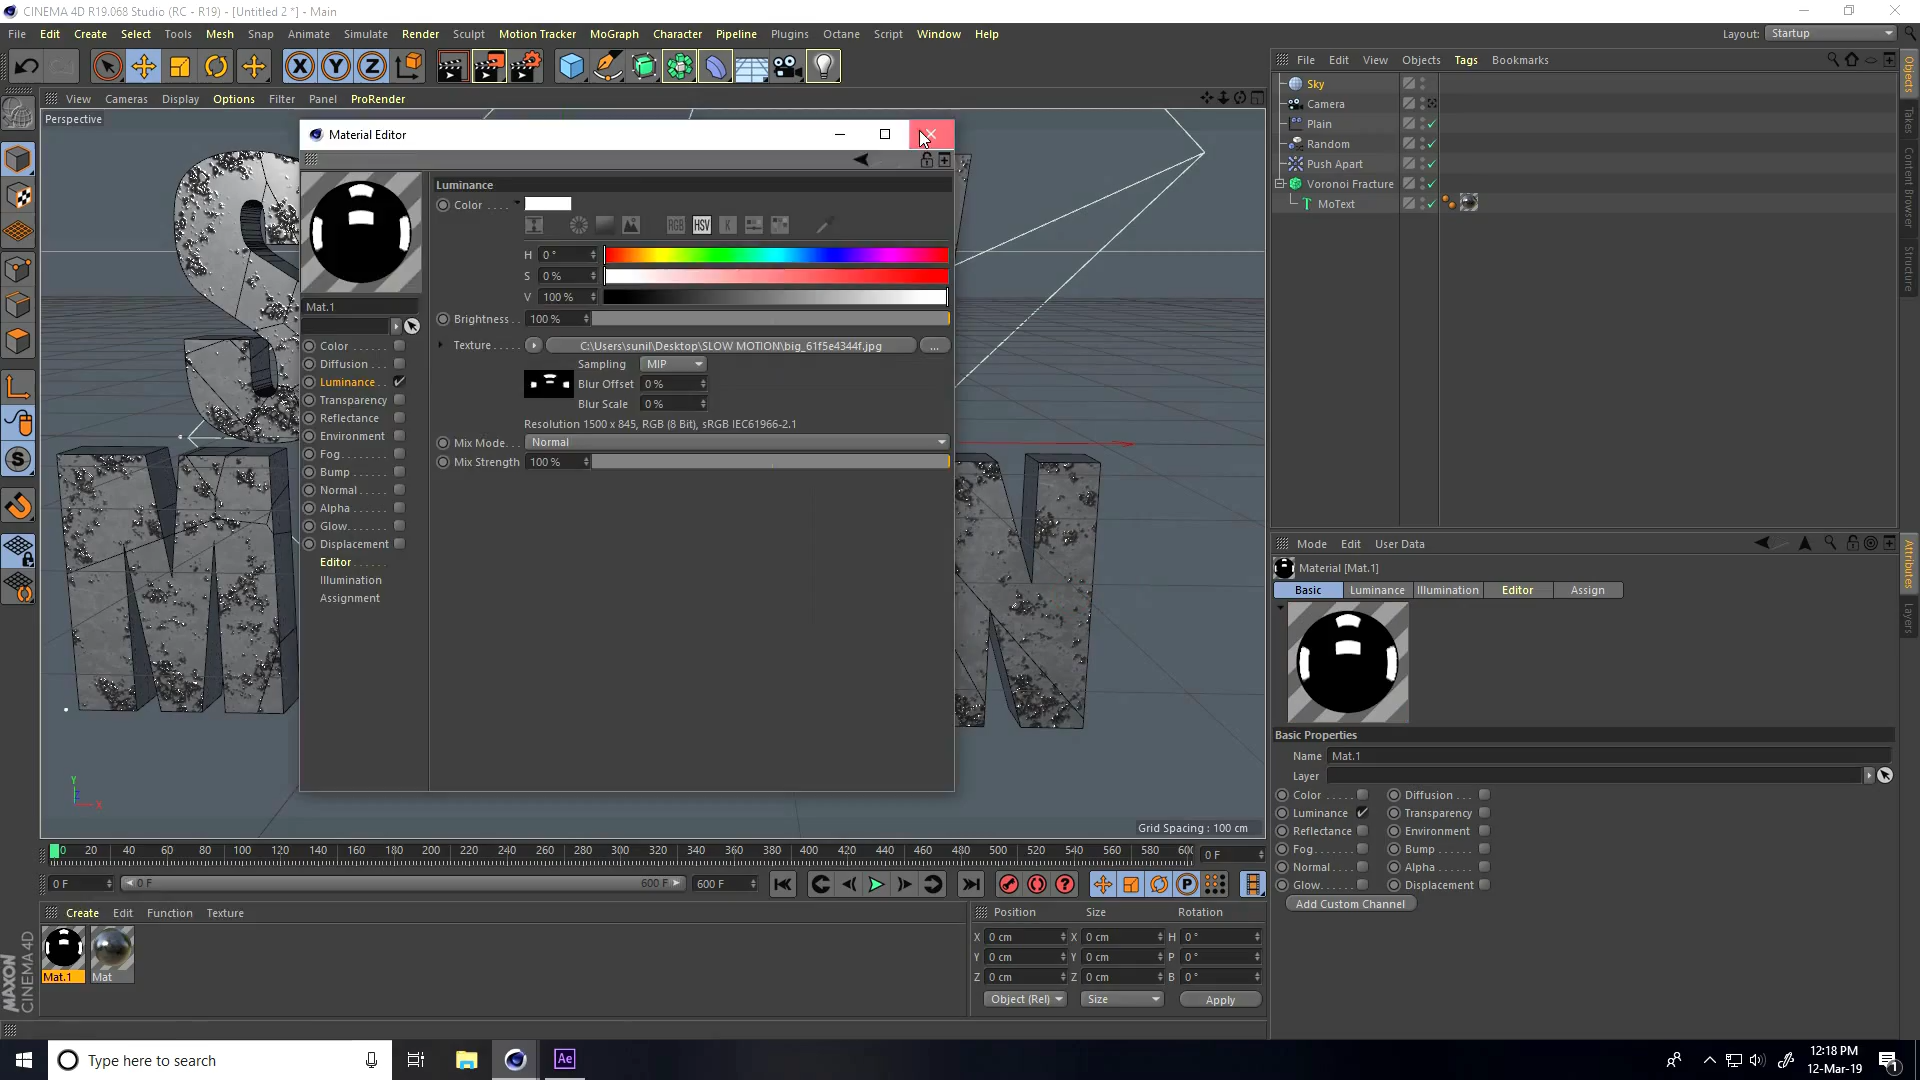 CINEMA 4D R19.068 Studio (RC - R19) - [Untitled 2 *] - Main
File Edit Create Select Tools Mesh Snap Animate Simulate Render Sculpt Motion Tracker MoGraph Character Pipeline Plugins Octane Script Window Help Layout: Startup
X Y Z
File Edit View Objects Tags Bookmarks
View Cameras Display Options Filter Panel ProRender
Perspective
Sky
Camera
Plain
Random
Push Apart
Voronoi Fracture
MoText
Objects
Takes
Content Browser
Structure
Material Editor
Mat.1
Color
Diffusion
Luminance
Transparency
Reflectance
Environment
Fog
Bump
Normal
Alpha
Glow
Displacement
Editor
Illumination
Assignment
Luminance
Color
RGB HSV K
H 0 °
S 0 %
V 100 %
Brightness 100 %
Texture C:\Users\sunil\Desktop\SLOW MOTION\big_61f5e4344f.jpg ...
Sampling MIP
Blur Offset 0 %
Blur Scale 0 %
Resolution 1500 x 845, RGB (8 Bit), sRGB IEC61966-2.1
Mix Mode Normal
Mix Strength 100 %
Mode Edit User Data
Material [Mat.1]
Basic Luminance Illumination Editor Assign
Basic Properties
Name Mat.1
Layer
Color Diffusion
Luminance Transparency
Reflectance Environment
Fog Bump
Normal Alpha
Glow Displacement
Add Custom Channel
Attributes
Layers
Y
X
Grid Spacing : 100 cm
0 20 40 60 80 100 120 140 160 180 200 220 240 260 280 300 320 340 360 380 400 420 440 460 480 500 520 540 560 580 600 0 F
0 F 0 F 600 F 600 F
Create Edit Function Texture
Mat.1 Mat
Position Size Rotation
X 0 cm X 0 cm H 0 °
Y 0 cm Y 0 cm P 0 °
Z 0 cm Z 0 cm B 0 °
Object (Rel) Size Apply
MAXON
CINEMA 4D
Type here to search
Ae
12:18 PM
12-Mar-19
1